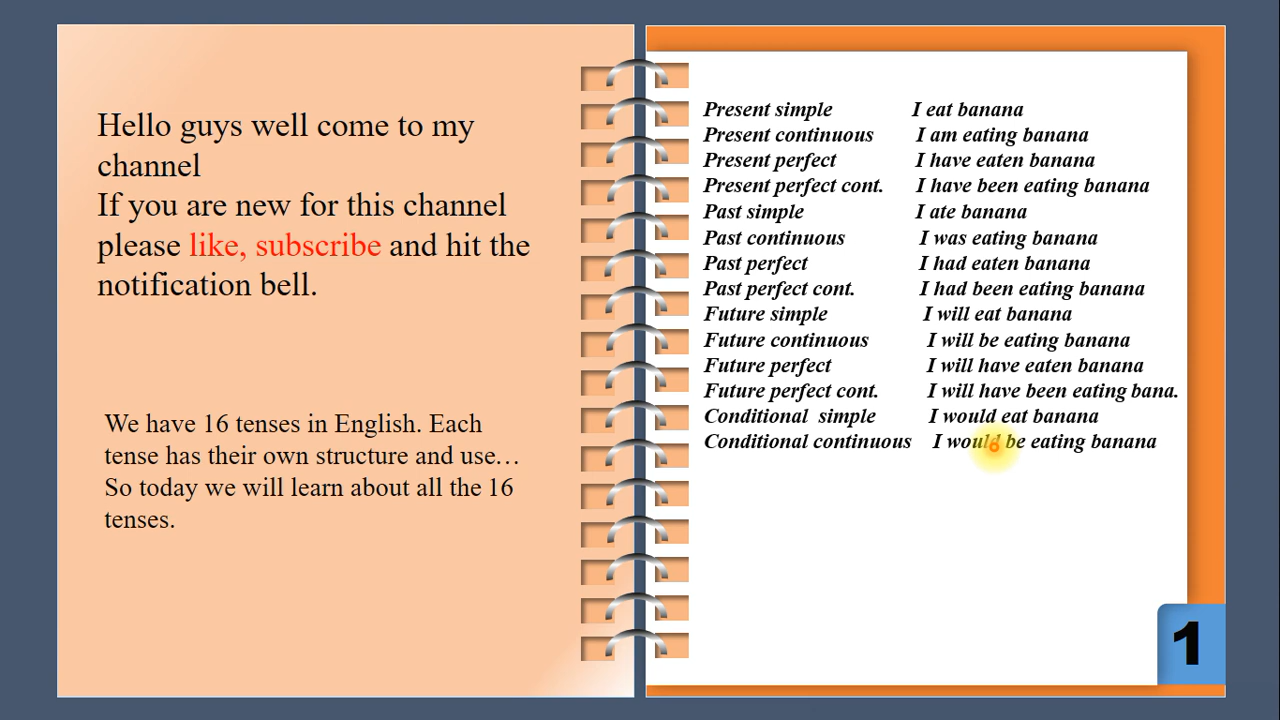 Hello guys well come to my
channel
If you are new for this channel
please like, subscribe and hit the
notification bell.
We have 16 tenses in English. Each
tense has their own structure and use…
So today we will learn about all the 16
tenses.
Present simple I eat banana
Present continuous I am eating banana
Present perfect I have eaten banana
Present perfect cont. I have been eating banana
Past simple I ate banana
Past continuous I was eating banana
Past perfect I had eaten banana
Past perfect cont. I had been eating banana
Future simple I will eat banana
Future continuous I will be eating banana
Future perfect I will have eaten banana
Future perfect cont. I will have been eating bana.
Conditional simple I would eat banana
Conditional continuous I would be eating banana
1